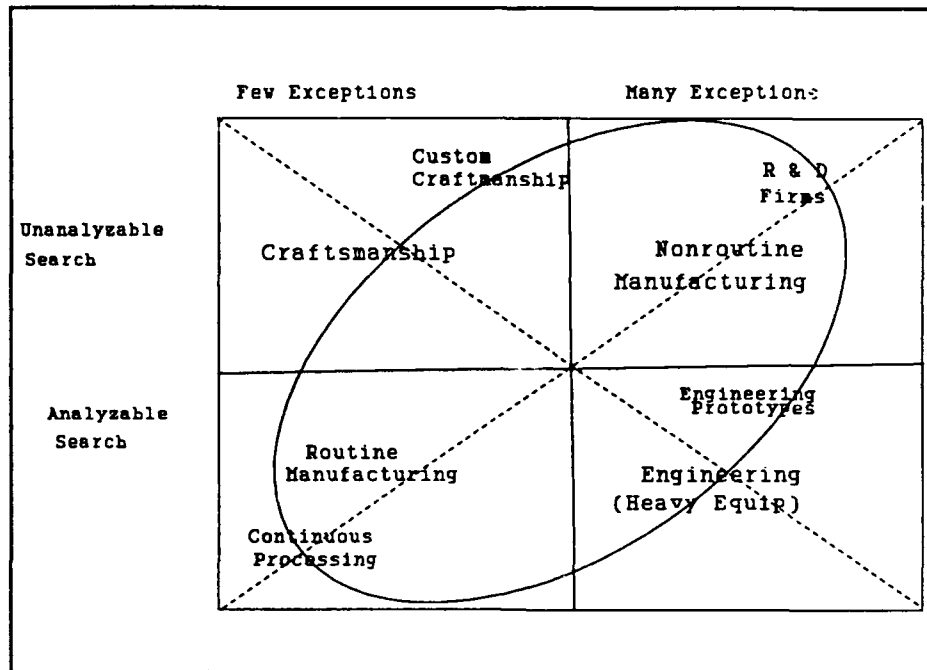 Few Exceptions
Many Exceptions
Custom
Craftmanship
R & D
Firms
Unanalyzable
Search
Craftsmanship
Nonroutine
Manufacturing
Analyzable
Search
Engineering
Prototypes
Routine
Manufacturing
Engineering
(Heavy Equip)
Continuous
Processing